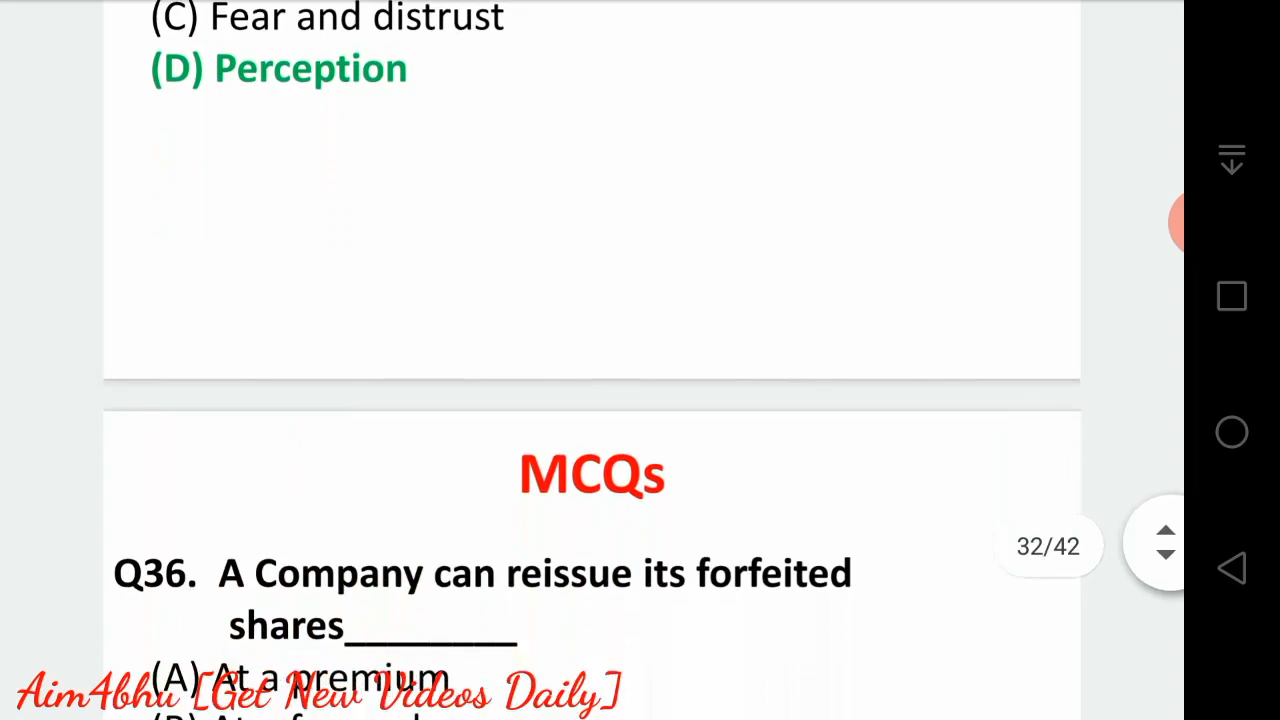 (C) Fear and distrust
(D) Perception
MCQs
32/42
Q36. A Company can reissue its forfeited
shares________
(A) At a premium
Aim4bhu [Get New Videos Daily]